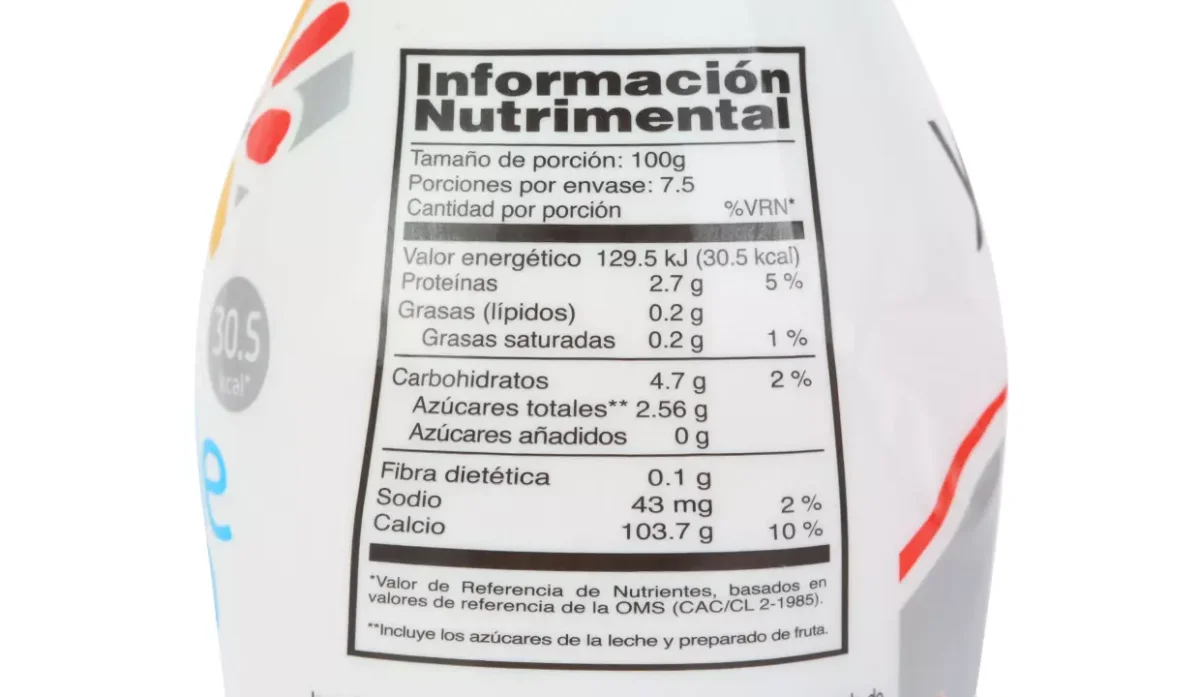 Información
Nutrimental
Tamaño de porción: 100g
Porciones por envase: 7.5
Cantidad por porción %VRN*
Valor energético 129.5 kJ (30.5 kcal)
Proteínas 2.7 g 5 %
Grasas (lípidos) 0.2 g
Grasas saturadas 0.2 g 1 %
Carbohidratos 4.7 g 2 %
Azúcares totales** 2.56 g
Azúcares añadidos 0 g
Fibra dietética 0.1 g
Sodio 43 mg 2 %
Calcio 103.7 g 10 %
*Valor de Referencia de Nutrientes, basados en
valores de referencia de la OMS (CAC/CL 2-1985).
**Incluye los azúcares de la leche y preparado de fruta.
30.5
kcal*
e